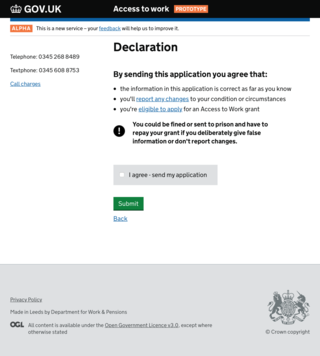 GOV.UK
Access to work PROTOTYPE
ALPHA This is a new service – your feedback will help us to improve it.
Telephone: 0345 268 8489
Textphone: 0345 608 8753
Call charges
Declaration
By sending this application you agree that:
the information in this application is correct as far as you know
you'll report any changes to your condition or circumstances
you're eligible to apply for an Access to Work grant
! You could be fined or sent to prison and have to
repay your grant if you deliberately give false
information or don't report changes.
I agree - send my application
Submit
Back
Privacy Policy
Made in Leeds by Department for Work & Pensions
OGL All content is available under the Open Government Licence v3.0, except where
otherwise stated
© Crown copyright